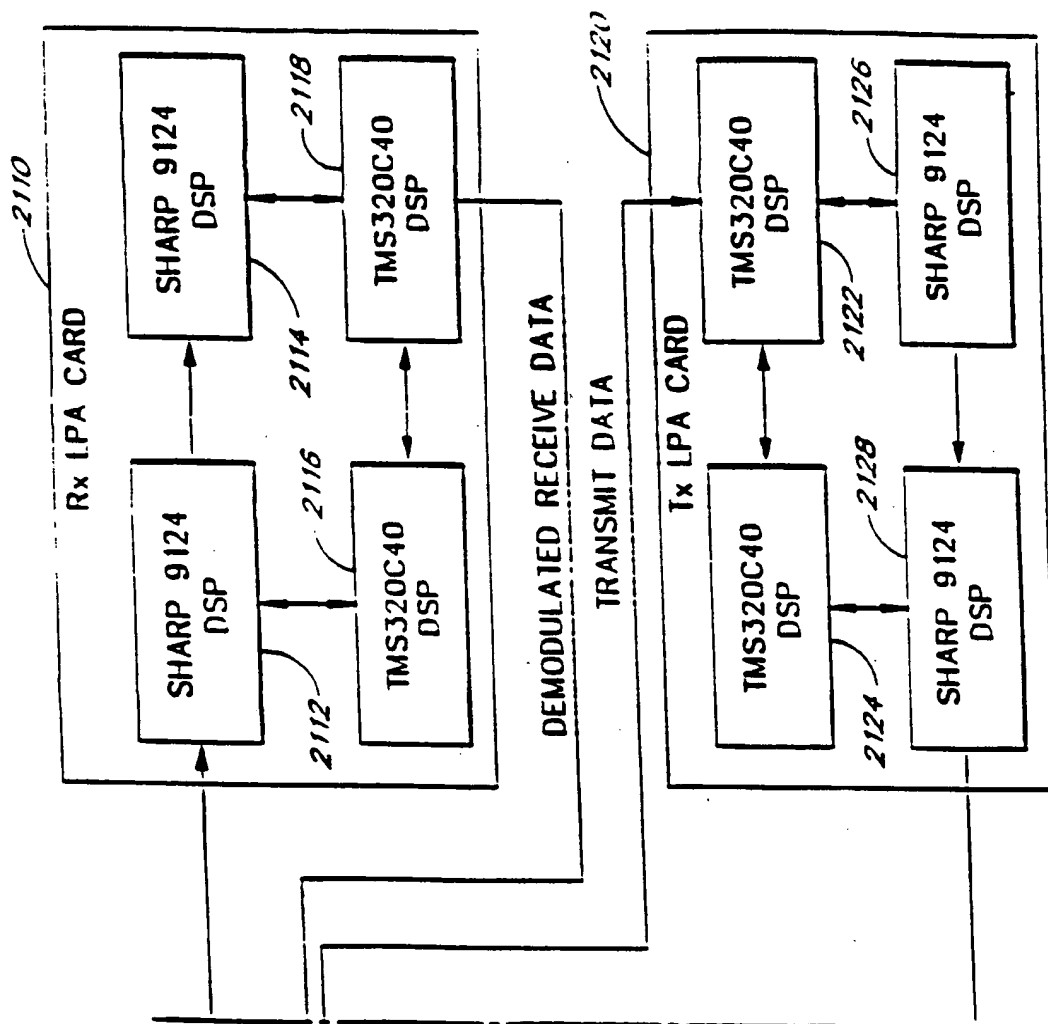 2110
Rx LPA CARD
SHARP 9124
DSP
2112
SHARP 9124
DSP
2114
TMS320C40
DSP
2116
TMS320C40
DSP
2118
DEMODULATED RECEIVE DATA
TRANSMIT DATA
2120
Tx LPA CARD
TMS320C40
DSP
2124
TMS320C40
DSP
2122
SHARP 9124
DSP
2128
SHARP 9124
DSP
2126